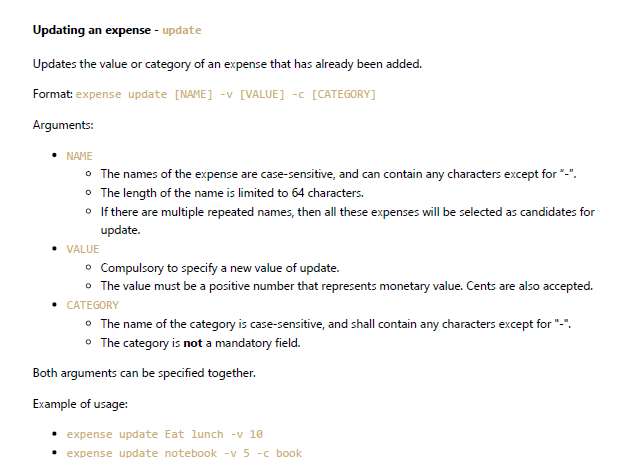 Updating an expense - update
Updates the value or category of an expense that has already been added.
Format: expense update [NAME] -v [VALUE] -c [CATEGORY]
Arguments:
• NAME
◦ The names of the expense are case-sensitive, and can contain any characters except for “-”.
◦ The length of the name is limited to 64 characters.
◦ If there are multiple repeated names, then all these expenses will be selected as candidates for
update.
• VALUE
◦ Compulsory to specify a new value of update.
◦ The value must be a positive number that represents monetary value. Cents are also accepted.
• CATEGORY
◦ The name of the category is case-sensitive, and shall contain any characters except for "-".
◦ The category is not a mandatory field.
Both arguments can be specified together.
Example of usage:
• expense update Eat lunch -v 10
• expense update notebook -v 5 -c book